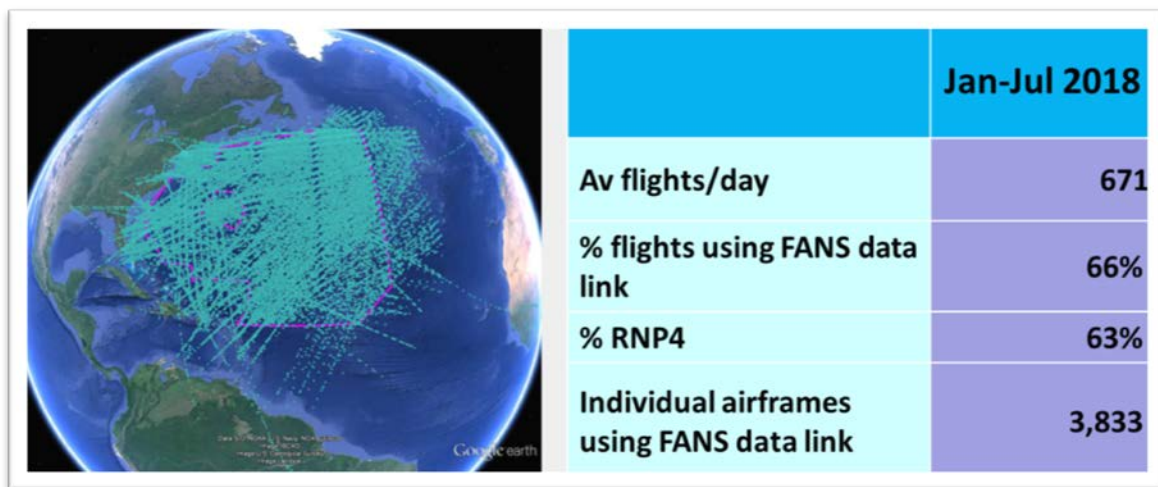 Jan-Jul 2018
Av flights/day
671
% flights using FANS data
link
66%
% RNP4
63%
Individual airframes
using FANS data link
3,833
Google earth